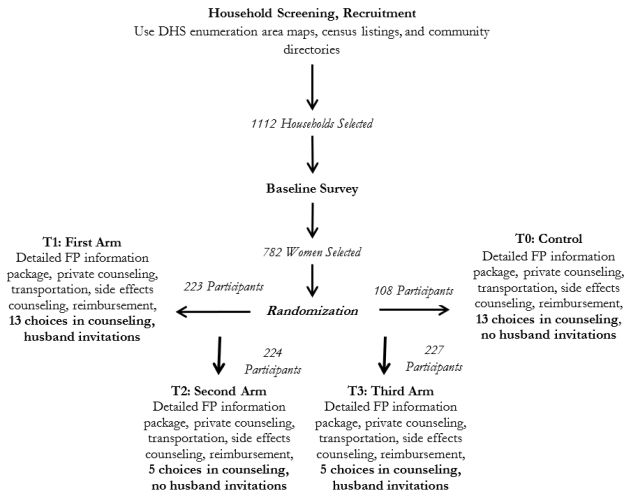 Household Screening, Recruitment
Use DHS enumeration area maps, census listings, and community
directories
1112 Households Selected
Baseline Survey
782 Women Selected
T1: First Arm
Detailed FP information
package, private counseling,
transportation, side effects
counseling, reimbursement,
13 choices in counseling,
husband invitations
223 Participants
Randomization
108 Participants
T0: Control
Detailed FP information
package, private counseling,
transportation, side effects
counseling, reimbursement,
13 choices in counseling,
no husband invitations
224
Participants
227
Participants
T2: Second Arm
Detailed FP information
package, private counseling,
transportation, side effects
counseling, reimbursement,
5 choices in counseling,
no husband invitations
T3: Third Arm
Detailed FP information
package, private counseling,
transportation, side effects
counseling, reimbursement,
5 choices in counseling,
husband invitations